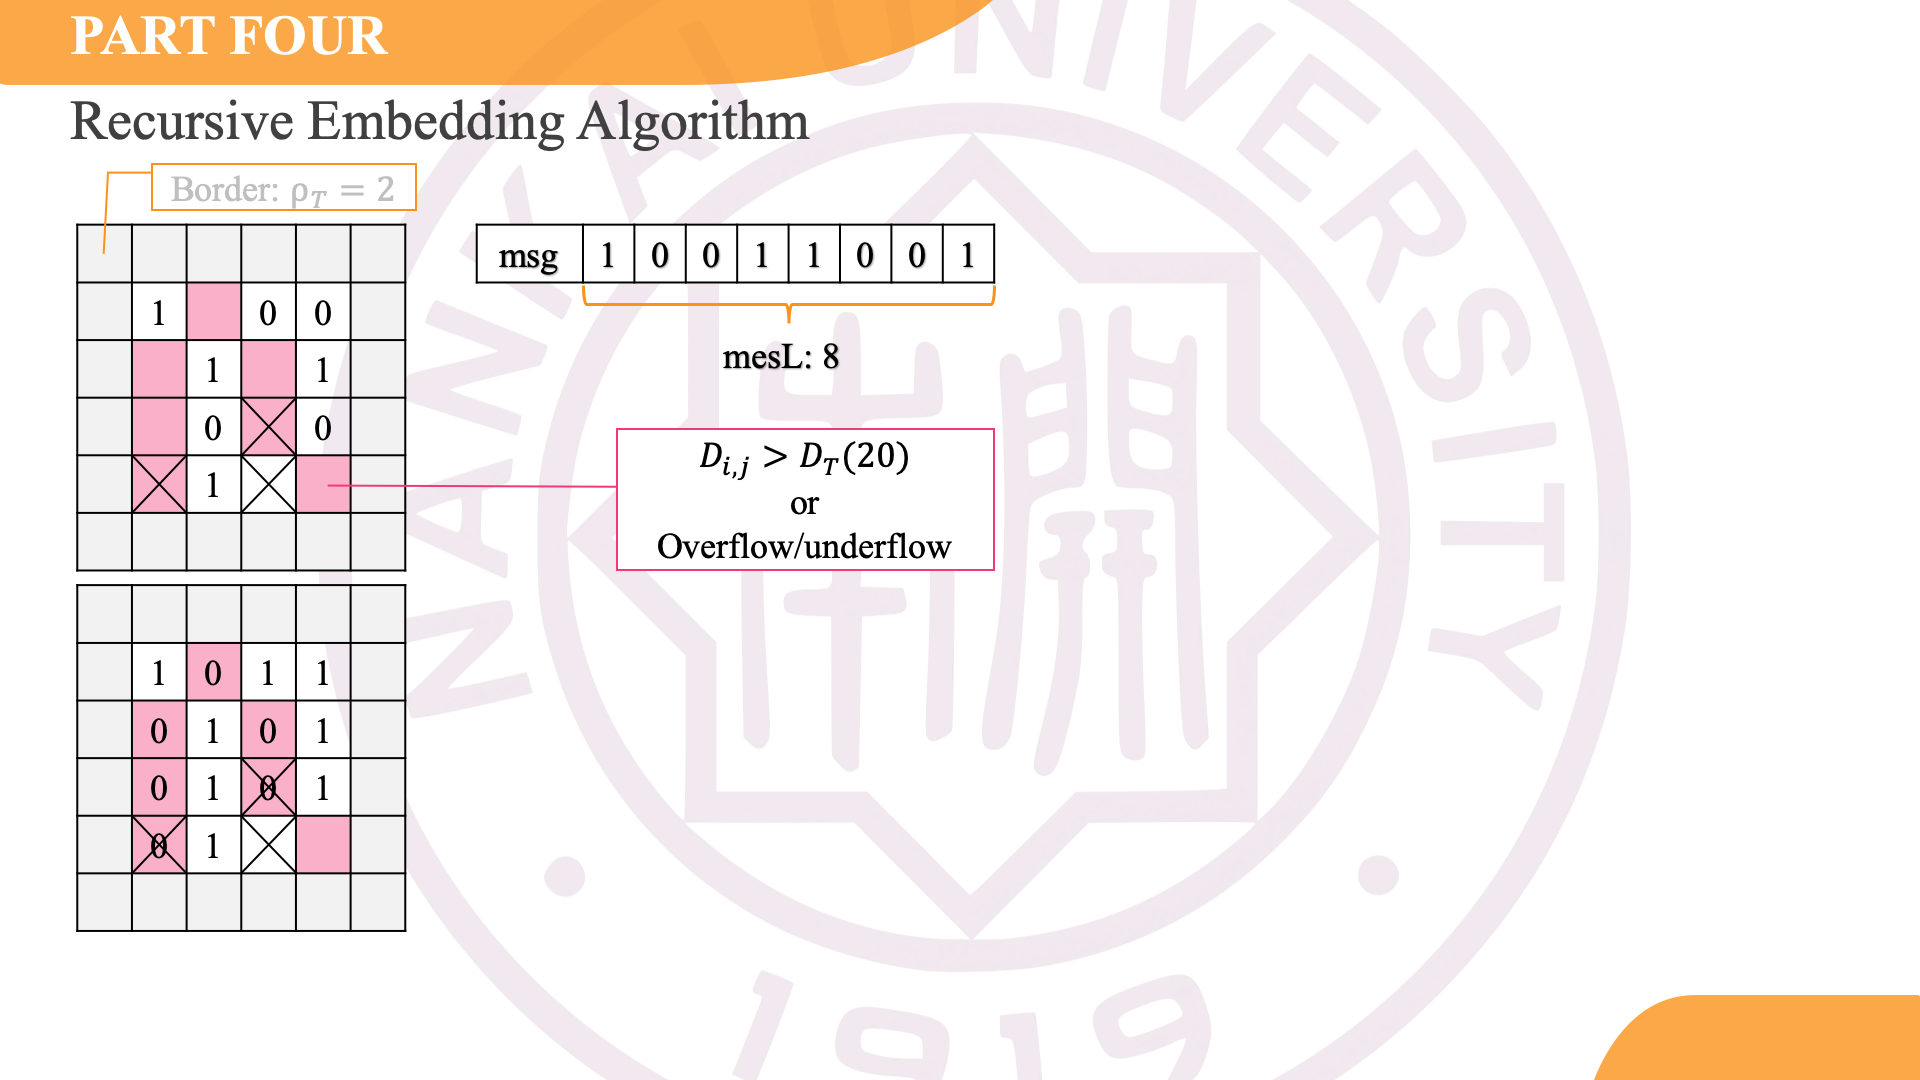 PART FOUR
Recursive Embedding Algorithm
Border: ρ_T = 2
msg 1 0 0 1 1 0 0 1
mesL: 8
1 0 0
1 1
0 0
1
D_{i,j} > D_T(20)
or
Overflow/underflow
1 0 1 1
0 1 0 1
0 1 0 1
0 1
NANKAI UNIVERSITY
1919